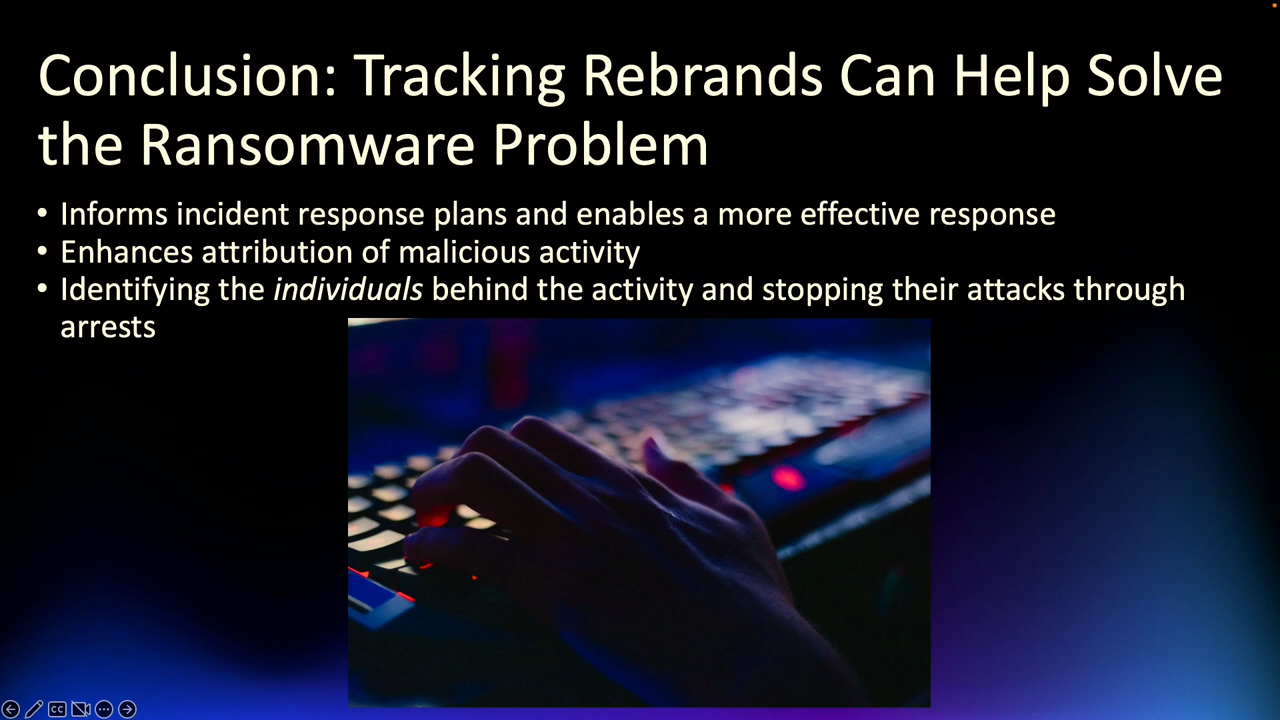 Conclusion: Tracking Rebrands Can Help Solve
the Ransomware Problem
• Informs incident response plans and enables a more effective response
• Enhances attribution of malicious activity
• Identifying the individuals behind the activity and stopping their attacks through
arrests
CC